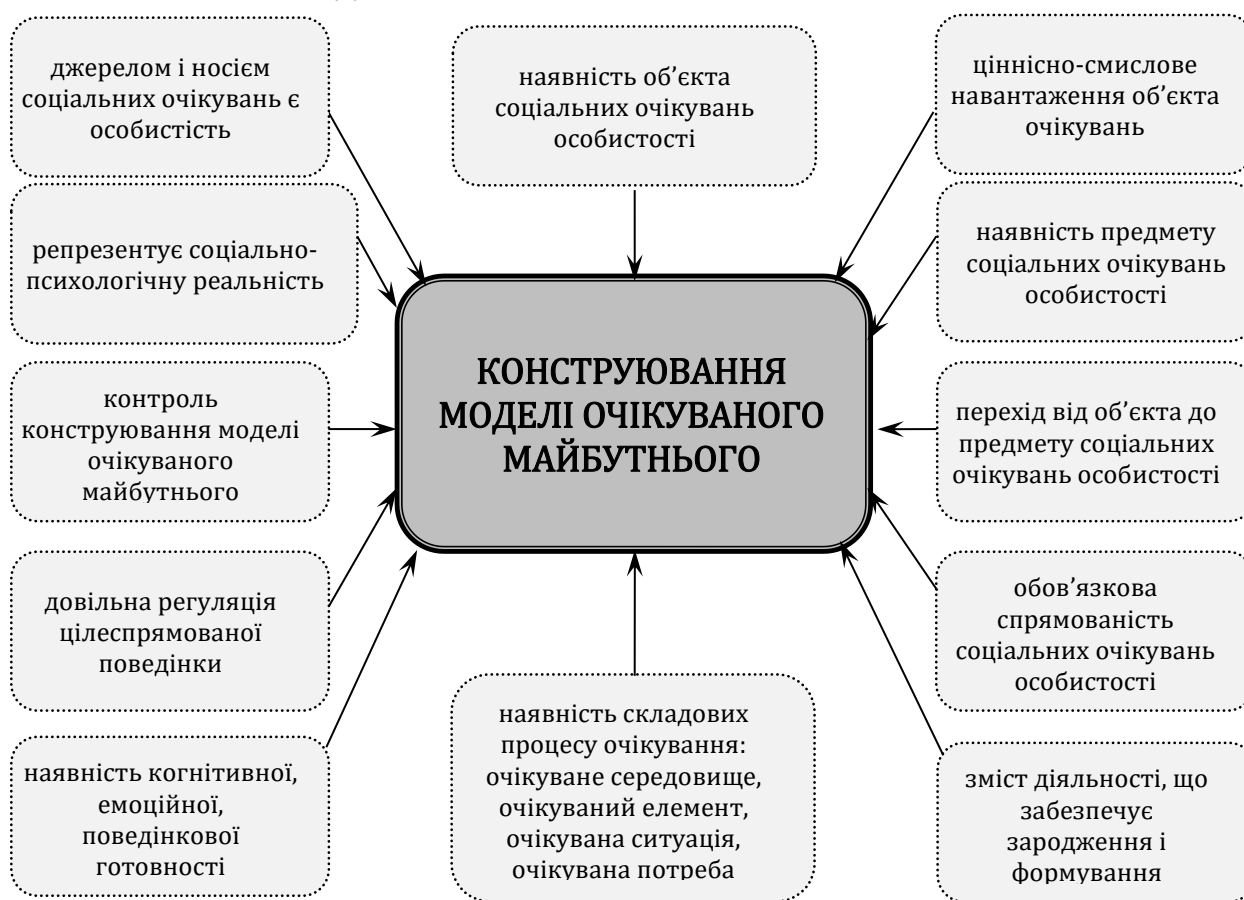 джерелом і носієм
соціальних очікувань є
особистість
наявність об’єкта
соціальних очікувань
особистості
ціннісно-смислове
навантаження об’єкта
очікувань
репрезентує соціально-
психологічну реальність
наявність предмету
соціальних очікувань
особистості
КОНСТРУЮВАННЯ
МОДЕЛІ ОЧІКУВАНОГО
МАЙБУТНЬОГО
контроль
конструювання моделі
очікуваного
майбутнього
перехід від об’єкта до
предмету соціальних
очікувань особистості
довільна регуляція
цілеспрямованої
поведінки
обов’язкова
спрямованість
соціальних очікувань
особистості
наявність когнітивної,
емоційної,
поведінкової
готовності
наявність складових
процесу очікування:
очікуване середовище,
очікуваний елемент,
очікувана ситуація,
очікувана потреба
зміст діяльності, що
забезпечує
зародження і
формування